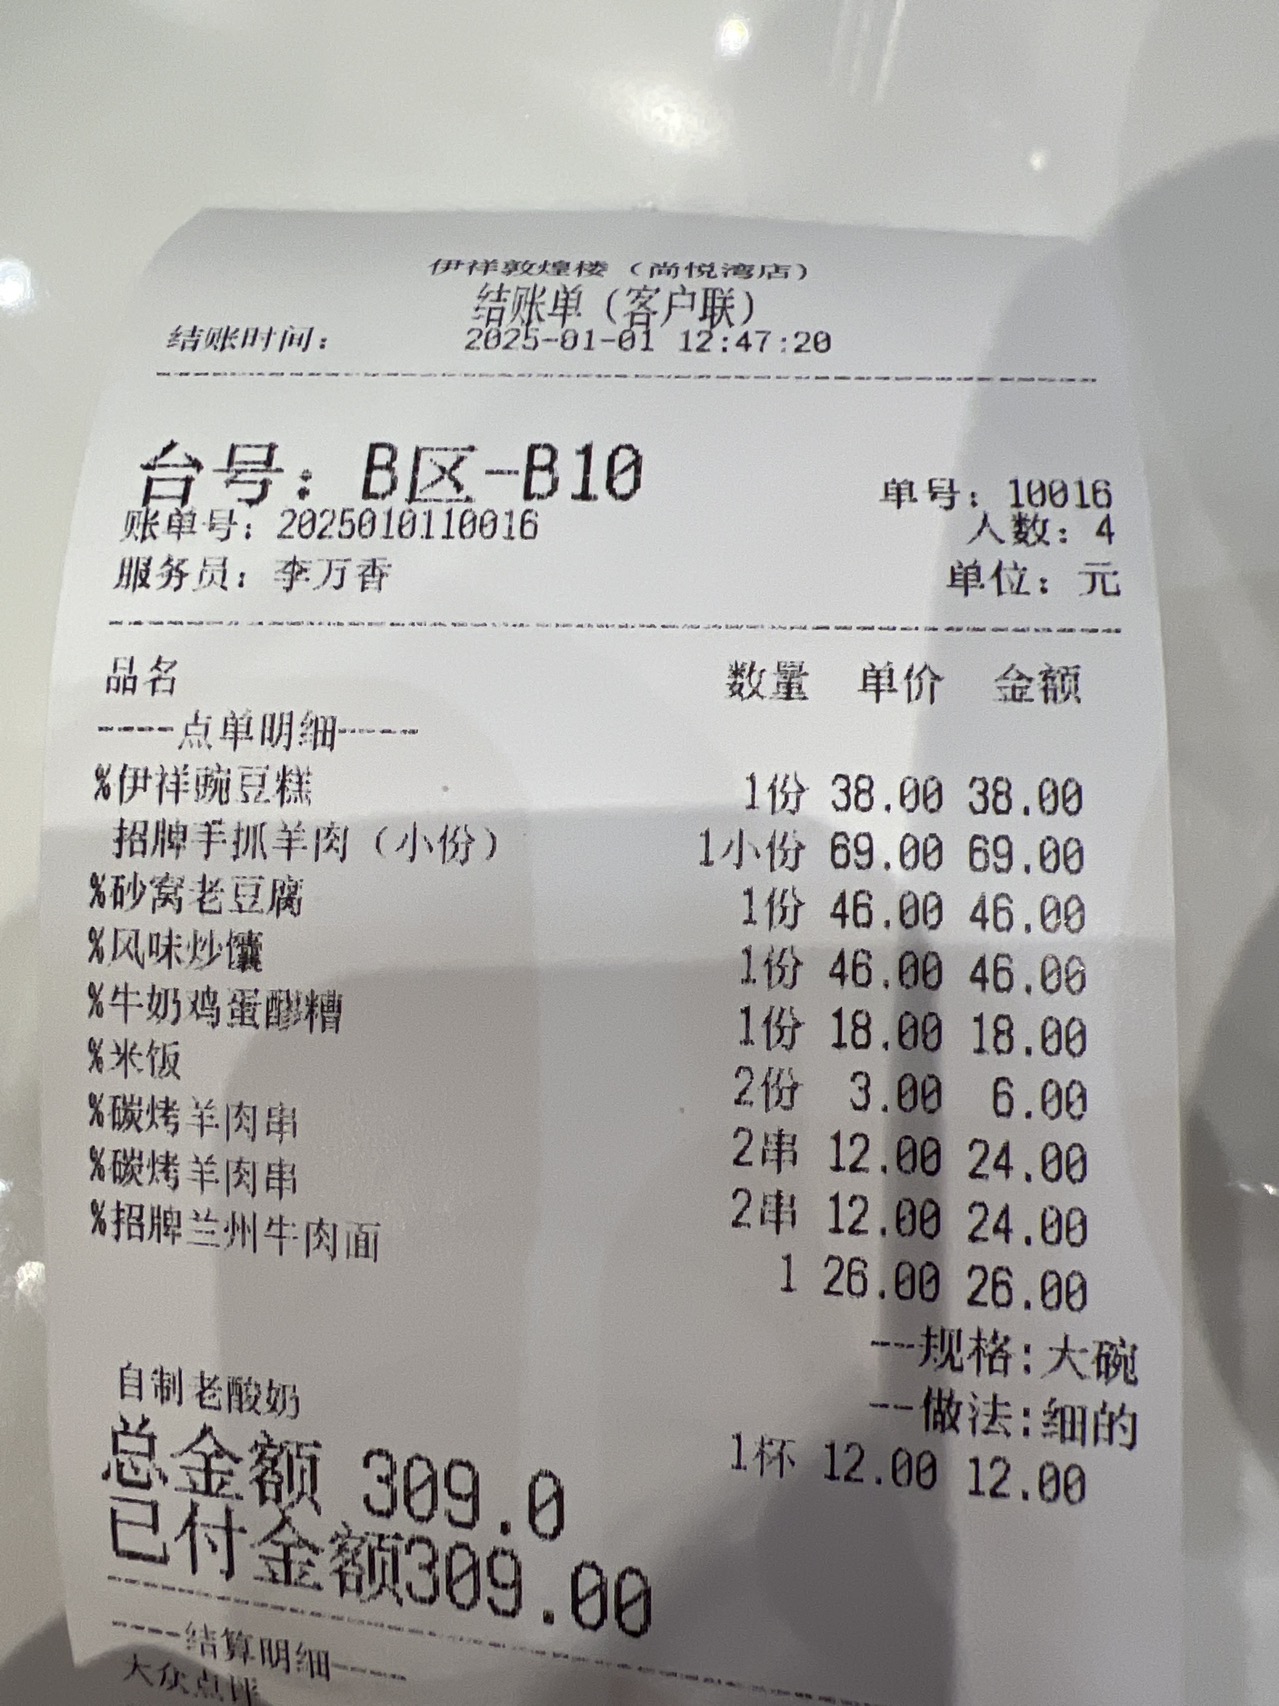 伊祥敦煌楼（尚悦湾店）
结账单（客户联）
结账时间： 2025-01-01 12:47:20
台号：B区-B10 单号：10016
账单号：2025010110016 人数：4
服务员：李万香 单位：元
品名 数量 单价 金额
----点单明细----
%伊祥豌豆糕 1份 38.00 38.00
招牌手抓羊肉（小份） 1小份 69.00 69.00
%砂窝老豆腐 1份 46.00 46.00
%风味炒馕 1份 46.00 46.00
%牛奶鸡蛋醪糟 1份 18.00 18.00
%米饭 2份 3.00 6.00
%碳烤羊肉串 2串 12.00 24.00
%碳烤羊肉串 2串 12.00 24.00
%招牌兰州牛肉面 1 26.00 26.00
--规格:大碗
--做法:细的
自制老酸奶 1杯 12.00 12.00
总金额 309.0
已付金额309.00
----结算明细----
大众点评